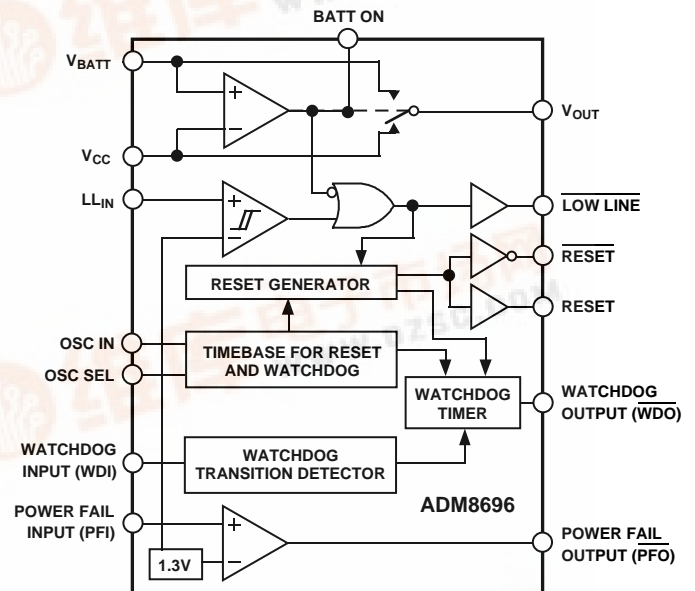 BATT ON
VBATT
VCC
LLIN
OSC IN
OSC SEL
WATCHDOG
INPUT (WDI)
POWER FAIL
INPUT (PFI)
+
−
+
−
RESET GENERATOR
TIMEBASE FOR RESET
AND WATCHDOG
WATCHDOG
TIMER
WATCHDOG
TRANSITION DETECTOR
ADM8696
+
−
1.3V
VOUT
LOW LINE
RESET
RESET
WATCHDOG
OUTPUT (WDO)
POWER FAIL
OUTPUT (PFO)